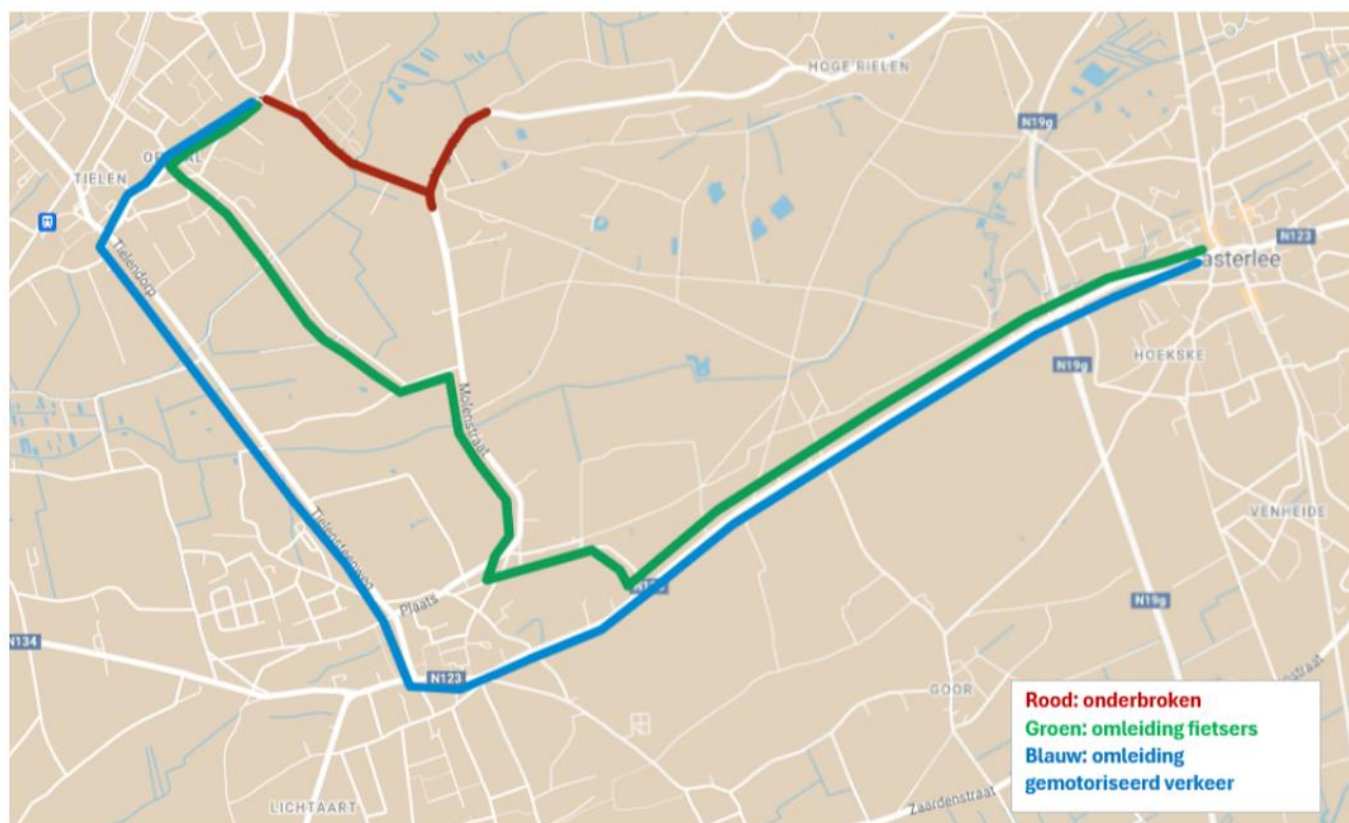 HOGE RIELEN
N19g
TIELEN
N123
Tielendorp
asterlee
HOEKSKE
N19g
Molenstraat
VENHEIDE
Tielensteenweg
Plaats
N19g
N134
N123
GOOR
Rood: onderbroken
Groen: omleiding fietsers
Blauw: omleiding
gemotoriseerd verkeer
Zaardenstraat
LICHTAART